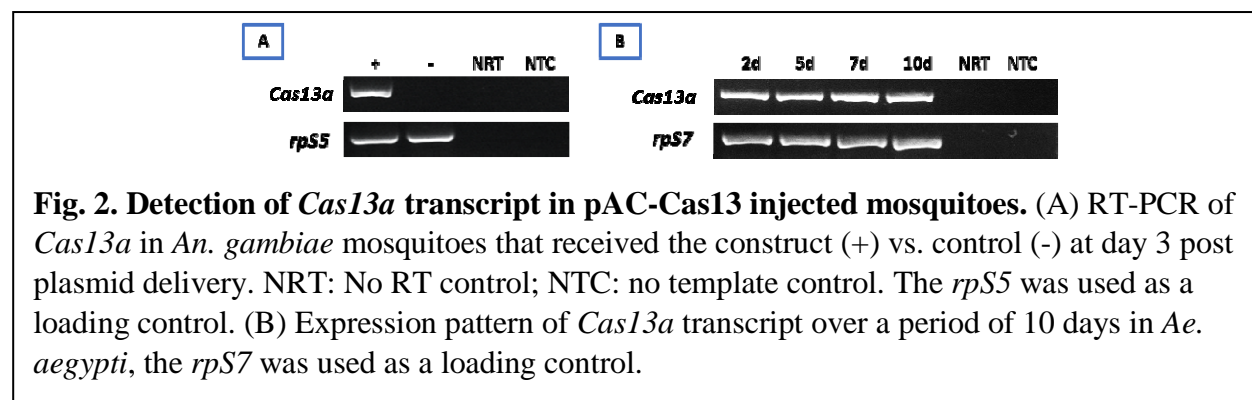 A
+ - NRT NTC
Cas13a
rpS5
B
2d 5d 7d 10d NRT NTC
Cas13a
rpS7
Fig. 2. Detection of Cas13a transcript in pAC-Cas13 injected mosquitoes. (A) RT-PCR of
Cas13a in An. gambiae mosquitoes that received the construct (+) vs. control (-) at day 3 post
plasmid delivery. NRT: No RT control; NTC: no template control. The rpS5 was used as a
loading control. (B) Expression pattern of Cas13a transcript over a period of 10 days in Ae.
aegypti, the rpS7 was used as a loading control.